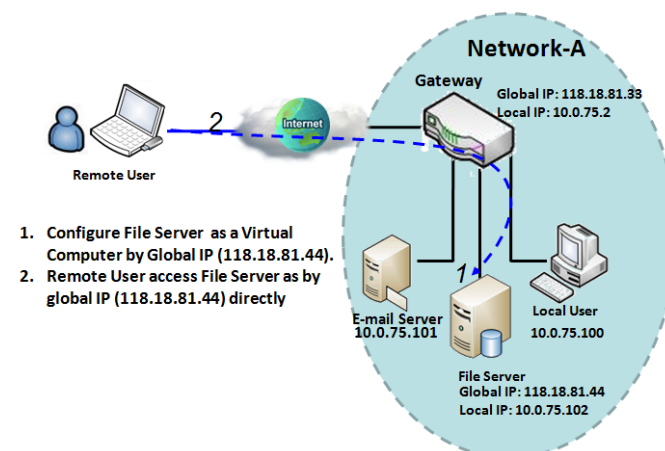 Network-A
Gateway
Global IP: 118.18.81.33
Local IP: 10.0.75.2
2
Internet
Remote User
1. Configure File Server as a Virtual
Computer by Global IP (118.18.81.44).
2. Remote User access File Server as by
global IP (118.18.81.44) directly
1
E-mail Server
10.0.75.101
Local User
10.0.75.100
File Server
Global IP: 118.18.81.44
Local IP: 10.0.75.102